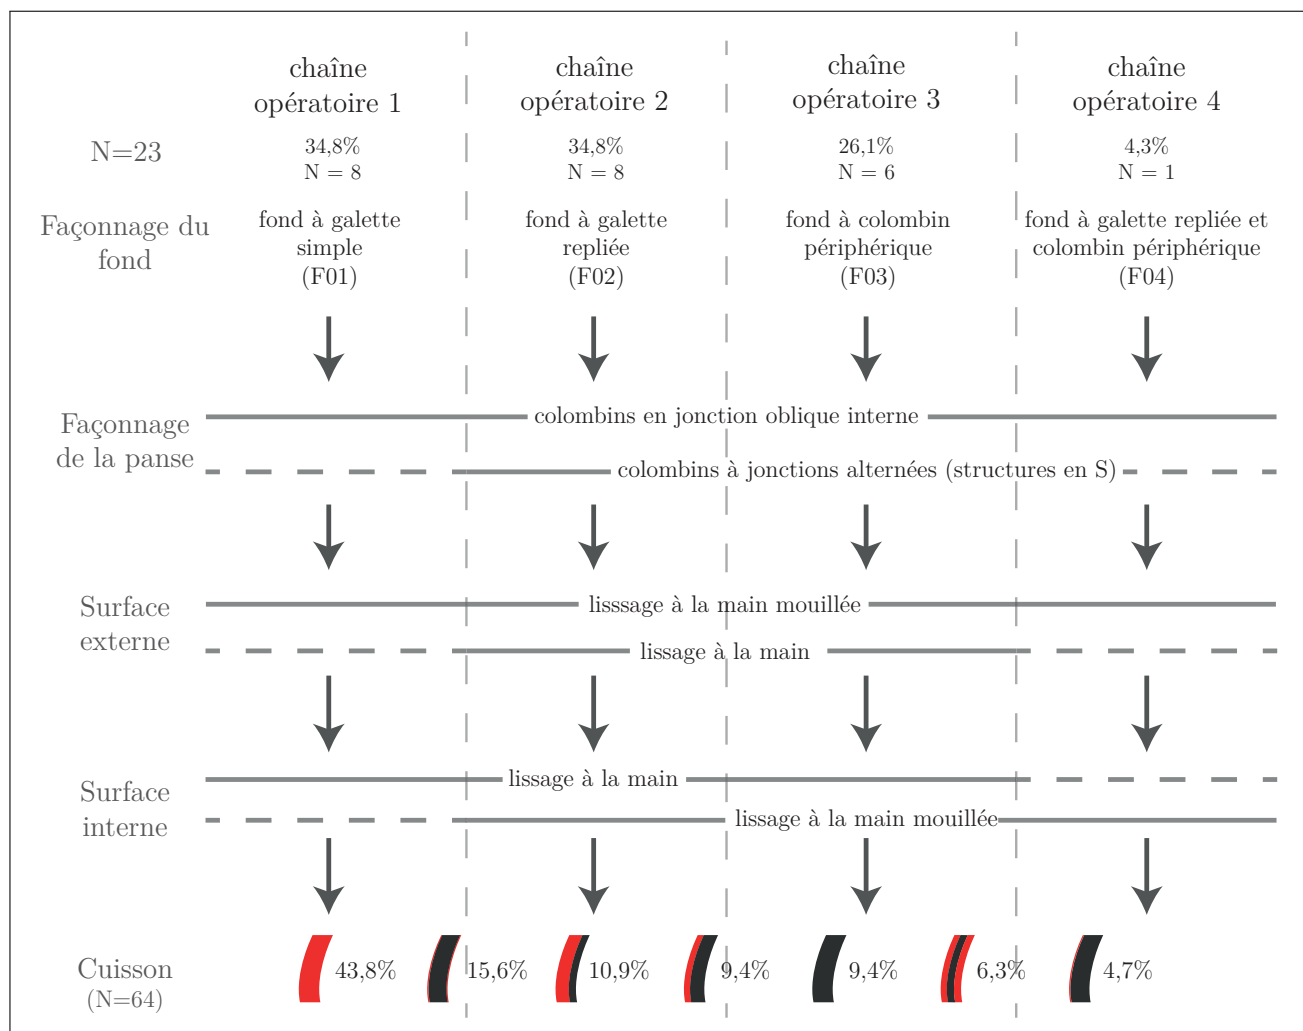 chaîne
opératoire 1
chaîne
opératoire 2
chaîne
opératoire 3
chaîne
opératoire 4
N=23
34,8%
N = 8
34,8%
N = 8
26,1%
N = 6
4,3%
N = 1
Façonnage du
fond
fond à galette
simple
(F01)
fond à galette
repliée
(F02)
fond à colombin
périphérique
(F03)
fond à galette repliée et
colombin périphérique
(F04)
Façonnage
de la panse
colombins en jonction oblique interne
colombins à jonctions alternées (structures en S)
Surface
externe
lisssage à la main mouillée
lissage à la main
Surface
interne
lissage à la main
lissage à la main mouillée
Cuisson
(N=64)
43,8%
15,6%
10,9%
9,4%
9,4%
6,3%
4,7%